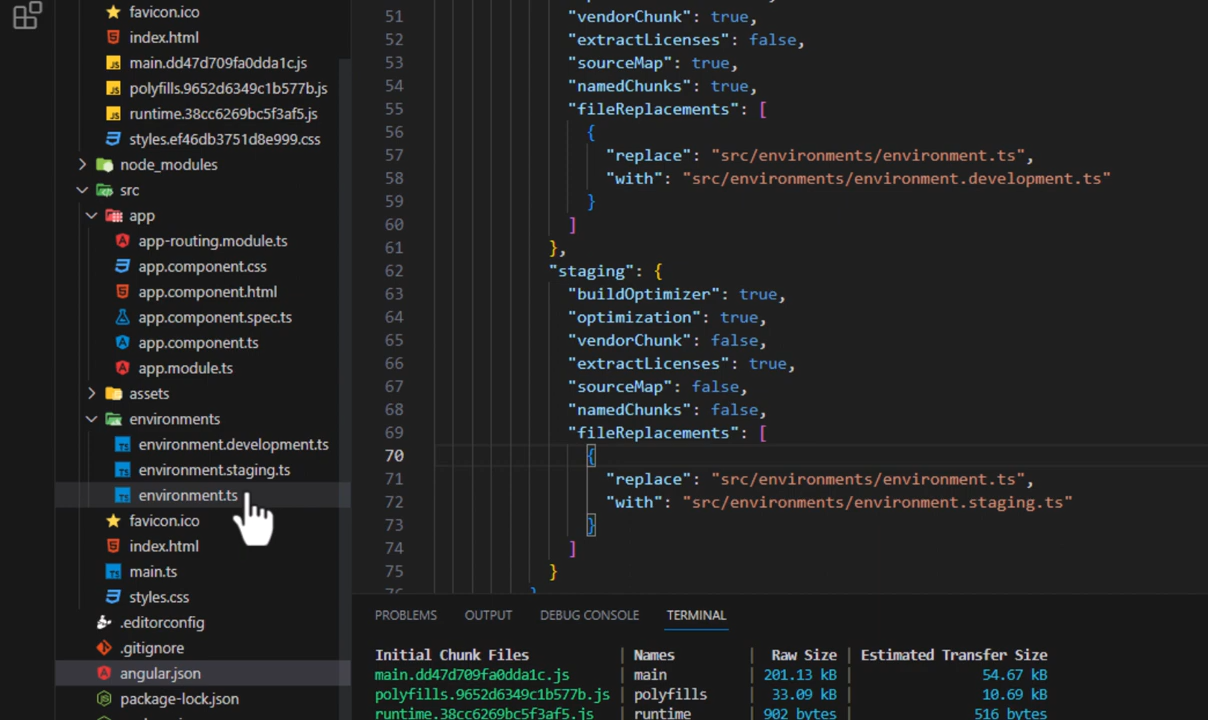 favicon.ico
index.html
main.dd47d709fa0dda1c.js
polyfills.9652d6349c1b577b.js
runtime.38cc6269bc5f3af5.js
styles.ef46db3751d8e999.css
node_modules
src
app
app-routing.module.ts
app.component.css
app.component.html
app.component.spec.ts
app.component.ts
app.module.ts
assets
environments
TS environment.development.ts
TS environment.staging.ts
TS environment.ts
favicon.ico
index.html
TS main.ts
styles.css
.editorconfig
.gitignore
angular.json
package-lock.json
51 "vendorChunk": true,
52 "extractLicenses": false,
53 "sourceMap": true,
54 "namedChunks": true,
55 "fileReplacements": [
56 {
57 "replace": "src/environments/environment.ts",
58 "with": "src/environments/environment.development.ts"
59 }
60 ]
61 },
62 "staging": {
63 "buildOptimizer": true,
64 "optimization": true,
65 "vendorChunk": false,
66 "extractLicenses": true,
67 "sourceMap": false,
68 "namedChunks": false,
69 "fileReplacements": [
70 {
71 "replace": "src/environments/environment.ts",
72 "with": "src/environments/environment.staging.ts"
73 }
74 ]
75 }
PROBLEMS OUTPUT DEBUG CONSOLE TERMINAL
Initial Chunk Files | Names | Raw Size | Estimated Transfer Size
main.dd47d709fa0dda1c.js | main | 201.13 kB | 54.67 kB
polyfills.9652d6349c1b577b.js | polyfills | 33.09 kB | 10.69 kB
runtime.38cc6269bc5f3af5.js | runtime | 902 bytes | 516 bytes